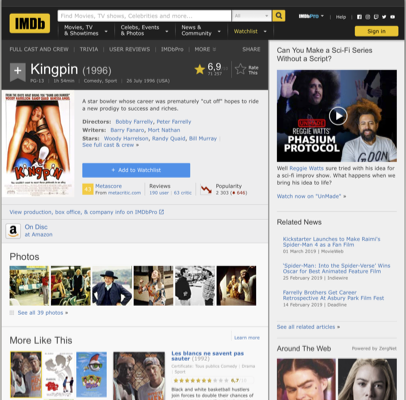 IMDb
Find Movies, TV shows, Celebrities and more...
All
IMDbPro
Help
Movies, TV
& Showtimes
Celebs, Events
& Photos
News &
Community
Watchlist
Sign in
FULL CAST AND CREW | TRIVIA | USER REVIEWS | IMDbPro | MORE
SHARE
Kingpin (1996)
PG-13 | 1h 54min | Comedy, Sport | 26 July 1996 (USA)
6,9
Rate
This
A star bowler whose career was prematurely "cut off" hopes to ride
a new prodigy to success and riches.
Directors: Bobby Farrelly, Peter Farrelly
Writers: Barry Fanaro, Mort Nathan
Stars: Woody Harrelson, Randy Quaid, Bill Murray
See full cast & crew »
+ Add to Watchlist
Metascore
From metacritic.com
Reviews
190 user | 63 critic
Popularity
View production, box office, & company info on IMDbPro
On Disc
at Amazon
Photos
See all 39 photos »
More Like This
Learn more
Les blancs ne savent pas
sauter (1992)
Certificate: Tous publics Comedy | Drama
| Sport
Black and white basketball hustlers
join forces to double their chances of
Can You Make a Sci-Fi Series
Without a Script?
REGGIE WATTS'
PHANTASM
PROTOCOL
Well Reggie Watts sure tried with his idea for
a sci-fi improv show. What happens when we
bring his idea to life?
Watch now on "UnMade" »
Related News
Kickstarter Launches to Make Raimi's
Spider-Man 4 as a Fan Film
01 March 2019 | MovieWeb
'Spider-Man: Into the Spider-Verse' Wins
Oscar for Best Animated Feature Film
25 February 2019 | Indiewire
Farrelly Brothers Get Career
Retrospective At Asbury Park Film Fest
14 February 2019 | Deadline
See all related articles »
Around The Web
Powered by ZergNet